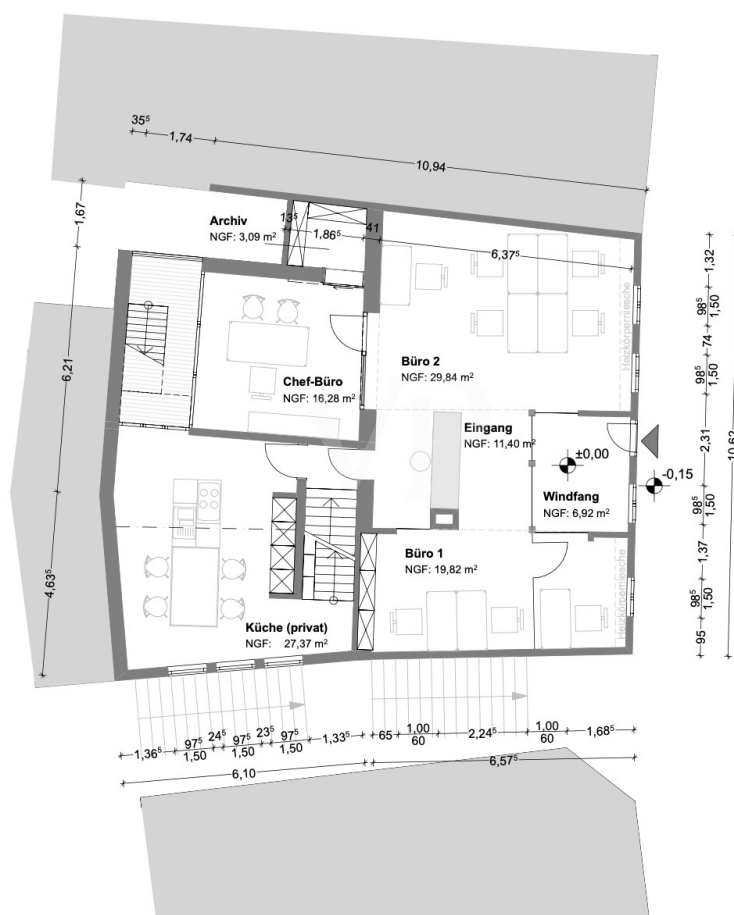 35⁵
1,74
10,94
1,67
Archiv
NGF: 3,09 m²
13⁵
1,86⁵
41
6,37⁵
1,32
98⁵
1,50
74
98⁵
1,50
Heizkörperniesche
Büro 2
NGF: 29,84 m²
Chef-Büro
NGF: 16,28 m²
6,21
Eingang
NGF: 11,40 m²
±0,00
-0,15
2,31
10,62
Windfang
NGF: 6,92 m²
98⁵
1,50
Büro 1
NGF: 19,82 m²
1,37
Heizkörperniesche
98⁵
1,50
95
4,63⁵
Küche (privat)
NGF: 27,37 m²
1,36⁵
97⁵
1,50
24⁵
97⁵
1,50
23⁵
97⁵
1,50
1,33⁵
65
1,00
60
2,24⁵
1,00
60
1,68⁵
6,10
6,57⁵